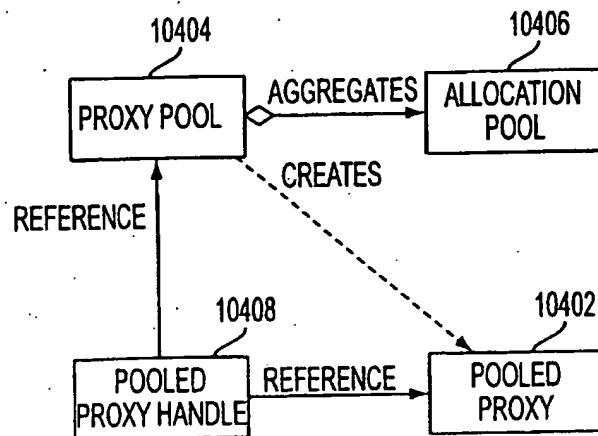 10404
10406
PROXY POOL
AGGREGATES
ALLOCATION
POOL
CREATES
REFERENCE
10408
10402
POOLED
PROXY HANDLE
REFERENCE
POOLED
PROXY